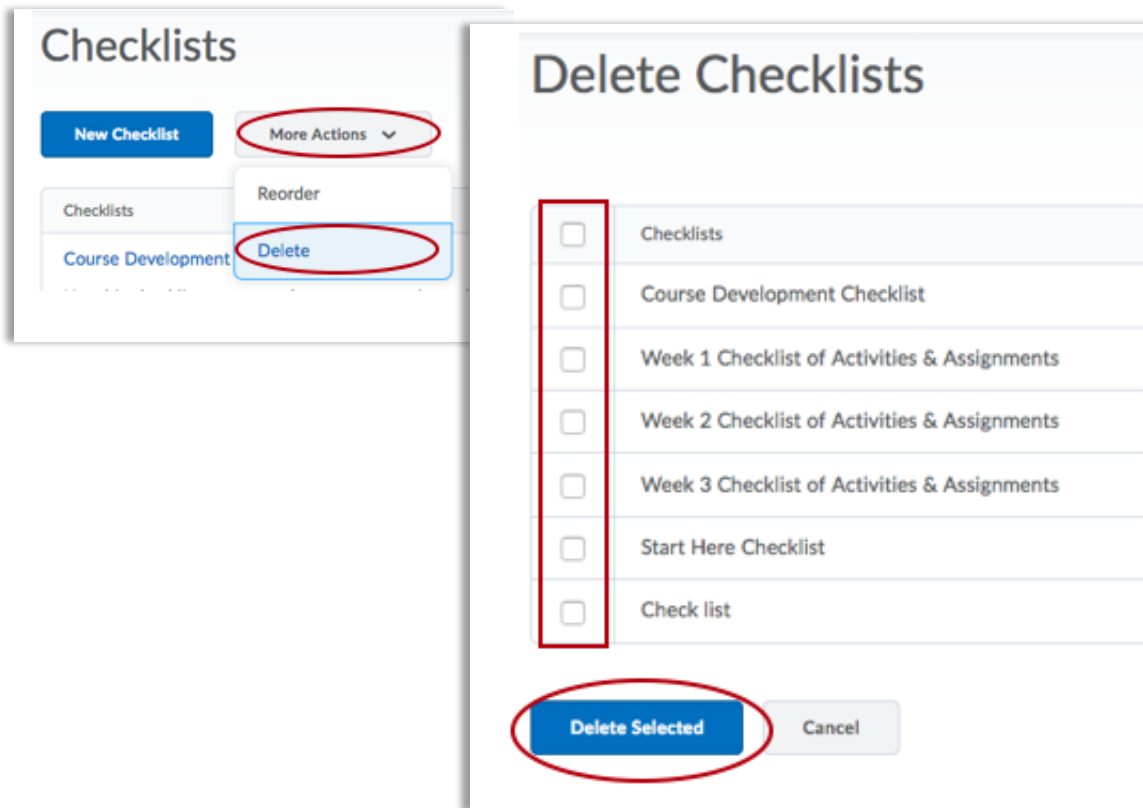 Checklists
New Checklist
More Actions
Reorder
Checklists
Delete
Course Development
Delete Checklists
Checklists
Course Development Checklist
Week 1 Checklist of Activities & Assignments
Week 2 Checklist of Activities & Assignments
Week 3 Checklist of Activities & Assignments
Start Here Checklist
Check list
Delete Selected
Cancel